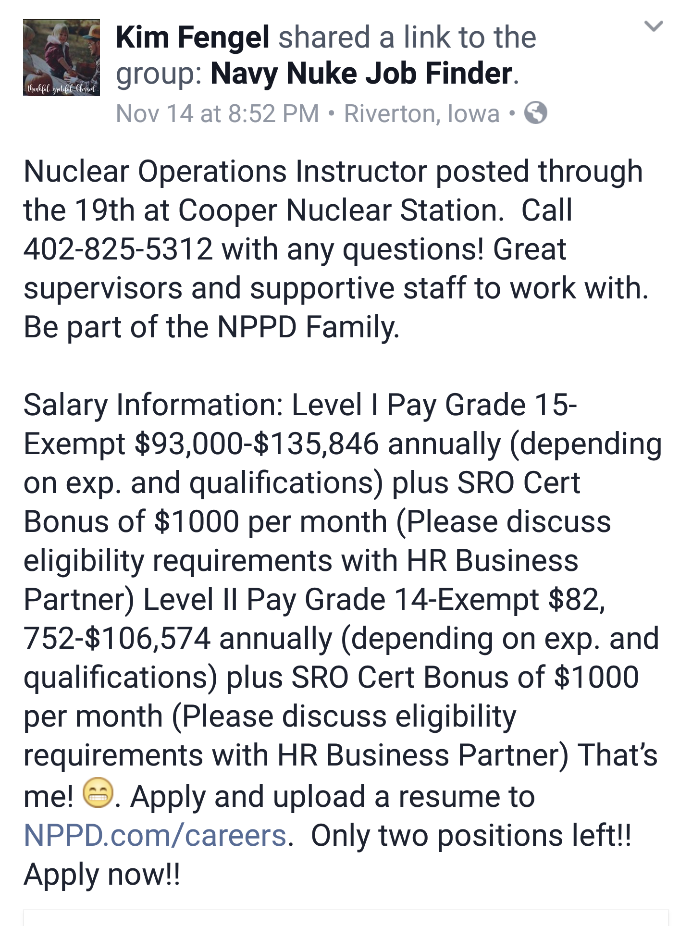 Kim Fengel shared a link to the
group: Navy Nuke Job Finder.
Nov 14 at 8:52 PM • Riverton, Iowa •
Nuclear Operations Instructor posted through
the 19th at Cooper Nuclear Station.  Call
402-825-5312 with any questions! Great
supervisors and supportive staff to work with.
Be part of the NPPD Family.
Salary Information: Level I Pay Grade 15-
Exempt $93,000-$135,846 annually (depending
on exp. and qualifications) plus SRO Cert
Bonus of $1000 per month (Please discuss
eligibility requirements with HR Business
Partner) Level II Pay Grade 14-Exempt $82,
752-$106,574 annually (depending on exp. and
qualifications) plus SRO Cert Bonus of $1000
per month (Please discuss eligibility
requirements with HR Business Partner) That's
me! 😁. Apply and upload a resume to
NPPD.com/careers.  Only two positions left!!
Apply now!!